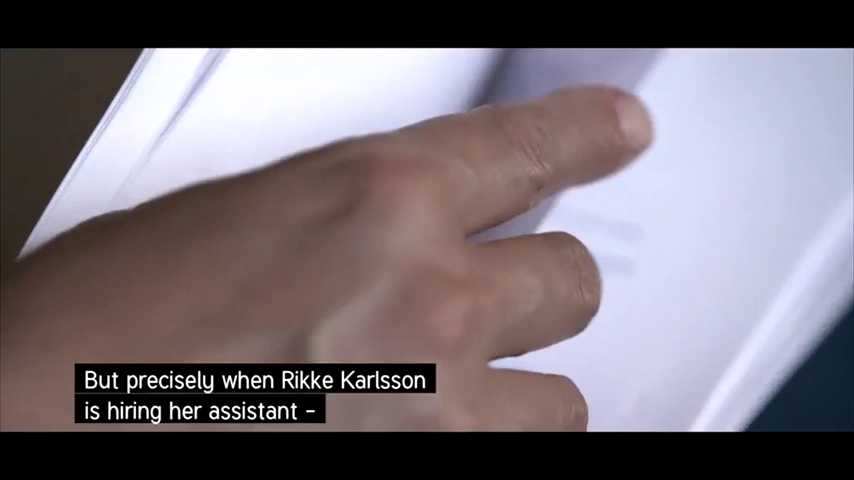 But precisely when Rikke Karlsson
is hiring her assistant –